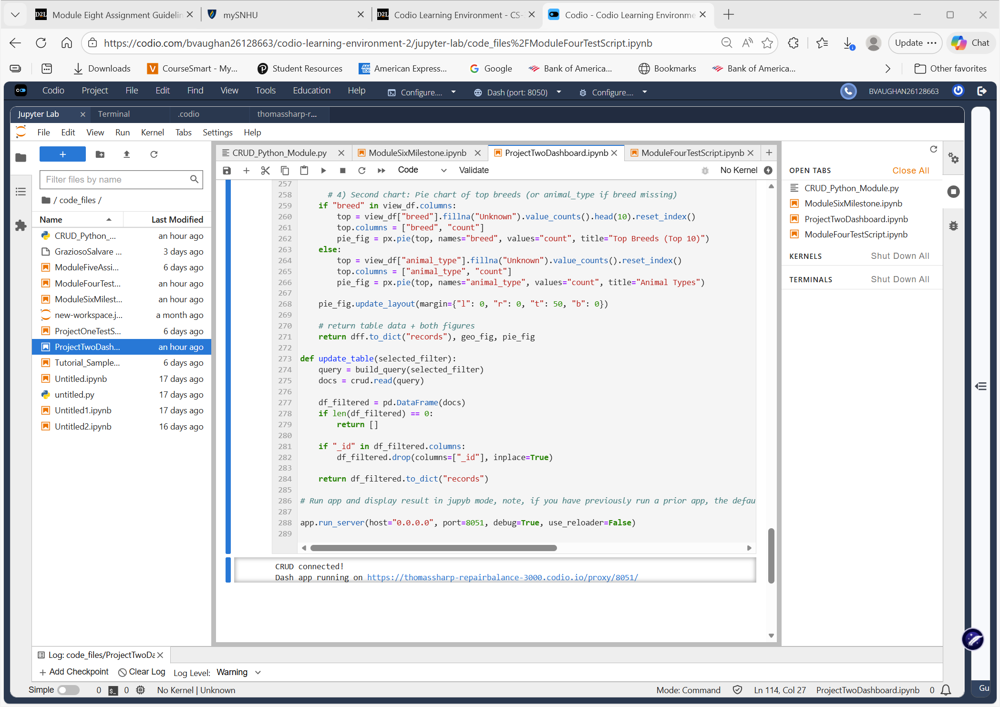 Module Eight Assignment Guidelin
mySNHU
Codio Learning Environment - CS-
Codio - Codio Learning Environme
https://codio.com/bvaughan26128663/codio-learning-environment-2/jupyter-lab/code_files%2FModuleFourTestScript.ipynb
Update
Chat
Downloads
CourseSmart - My...
Student Resources
American Express...
Google
Bank of America...
Bookmarks
Bank of America...
Other favorites
Codio Project File Edit Find View Tools Education Help Configure.... Dash (port: 8050) Configure.... BVAUGHAN26128663
Jupyter Lab Terminal .codio thomassharp-r...
File Edit View Run Kernel Tabs Settings Help
CRUD_Python_Module.py ModuleSixMilestone.ipynb ProjectTwoDashboard.ipynb ModuleFourTestScript.ipynb
Code Validate No Kernel
Filter files by name
/ code_files /
Name Last Modified
CRUD_Python_... an hour ago
GraziosoSalvare ... 3 days ago
ModuleFiveAssi... 6 days ago
ModuleFourTest... an hour ago
ModuleSixMilest... an hour ago
new-workspace.j... a month ago
ProjectOneTestS... 6 days ago
ProjectTwoDash... an hour ago
Tutorial_Sample... 6 days ago
Untitled.ipynb 17 days ago
untitled.py 17 days ago
Untitled1.ipynb 17 days ago
Untitled2.ipynb 16 days ago
257
258 # 4) Second chart: Pie chart of top breeds (or animal_type if breed missing)
259 if "breed" in view_df.columns:
260 top = view_df["breed"].fillna("Unknown").value_counts().head(10).reset_index()
261 top.columns = ["breed", "count"]
262 pie_fig = px.pie(top, names="breed", values="count", title="Top Breeds (Top 10)")
263 else:
264 top = view_df["animal_type"].fillna("Unknown").value_counts().reset_index()
265 top.columns = ["animal_type", "count"]
266 pie_fig = px.pie(top, names="animal_type", values="count", title="Animal Types")
267
268 pie_fig.update_layout(margin={"l": 0, "r": 0, "t": 50, "b": 0})
269
270 # return table data + both figures
271 return dff.to_dict("records"), geo_fig, pie_fig
272
273 def update_table(selected_filter):
274 query = build_query(selected_filter)
275 docs = crud.read(query)
276
277 df_filtered = pd.DataFrame(docs)
278 if len(df_filtered) == 0:
279 return []
280
281 if "_id" in df_filtered.columns:
282 df_filtered.drop(columns=["_id"], inplace=True)
283
284 return df_filtered.to_dict("records")
285
286 # Run app and display result in jupyb mode, note, if you have previously run a prior app, the defau
287
288 app.run_server(host="0.0.0.0", port=8051, debug=True, use_reloader=False)
289
CRUD connected!
Dash app running on https://thomassharp-repairbalance-3000.codio.io/proxy/8051/
OPEN TABS Close All
CRUD_Python_Module.py
ModuleSixMilestone.ipynb
ProjectTwoDashboard.ipynb
ModuleFourTestScript.ipynb
KERNELS Shut Down All
TERMINALS Shut Down All
Log: code_files/ProjectTwoDa
Add Checkpoint Clear Log Log Level: Warning
Simple 0 0 No Kernel | Unknown Mode: Command Ln 114, Col 27 ProjectTwoDashboard.ipynb 0
Gu